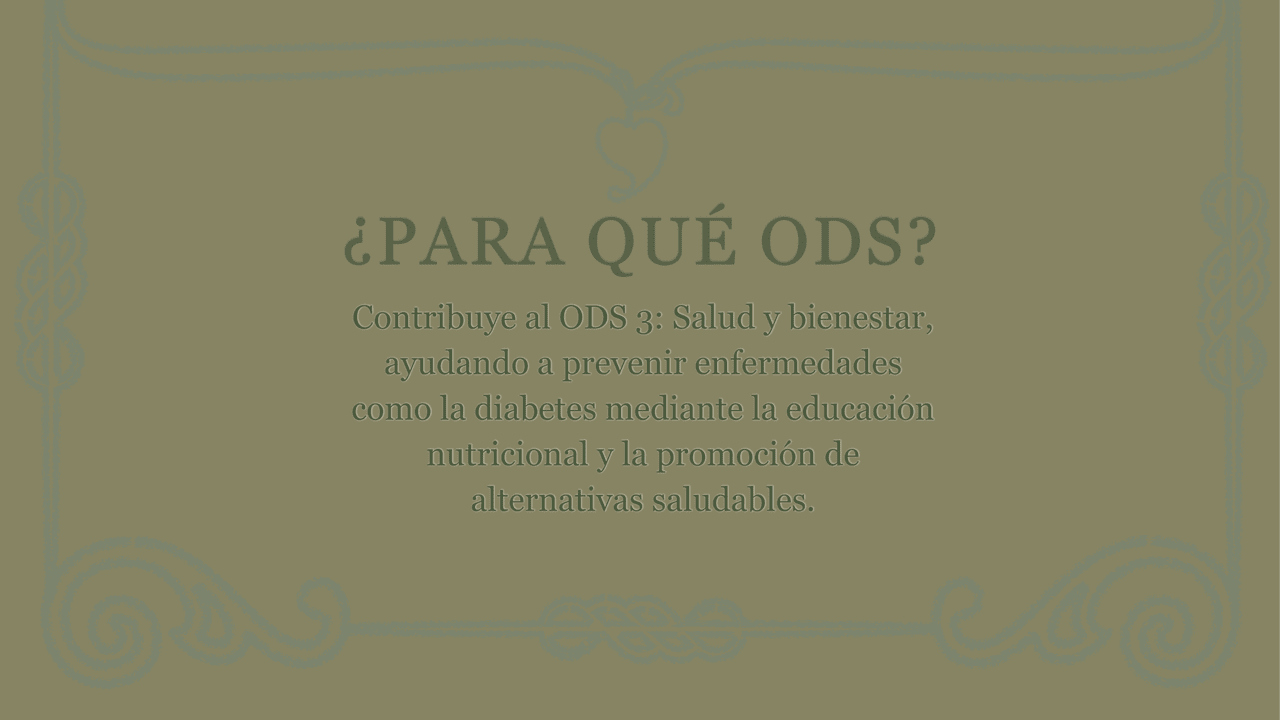 ¿PARA QUÉ ODS?
Contribuye al ODS 3: Salud y bienestar,
ayudando a prevenir enfermedades
como la diabetes mediante la educación
nutricional y la promoción de
alternativas saludables.